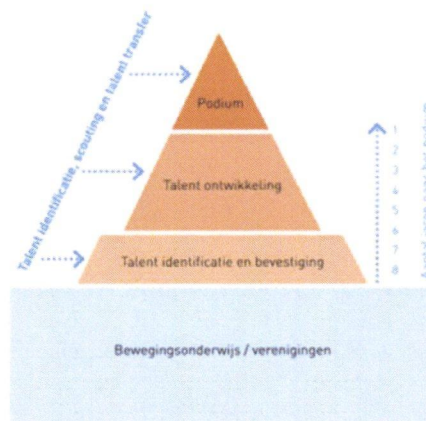 Talent identificatie, scouting en talent transfer
Podium
Talent ontwikkeling
Talent identificatie en bevestiging
Bewegingsonderwijs / verenigingen
1
2
3
4
5
6
7
8